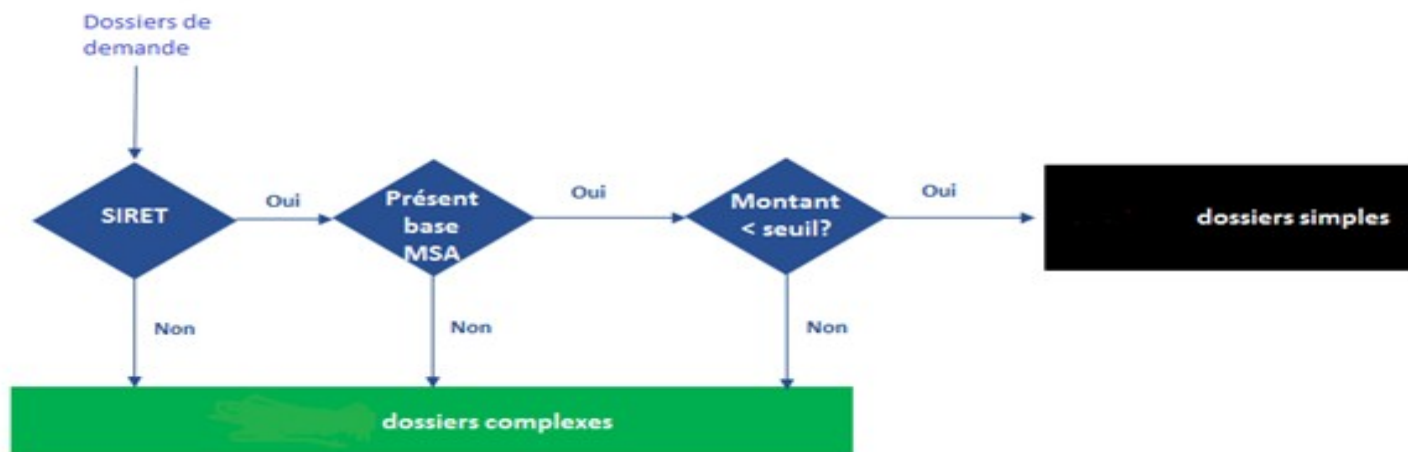 Dossiers de
demande
SIRET
Oui
Présent
base
MSA
Oui
Montant
< seuil?
Oui
dossiers simples
Non
Non
Non
dossiers complexes